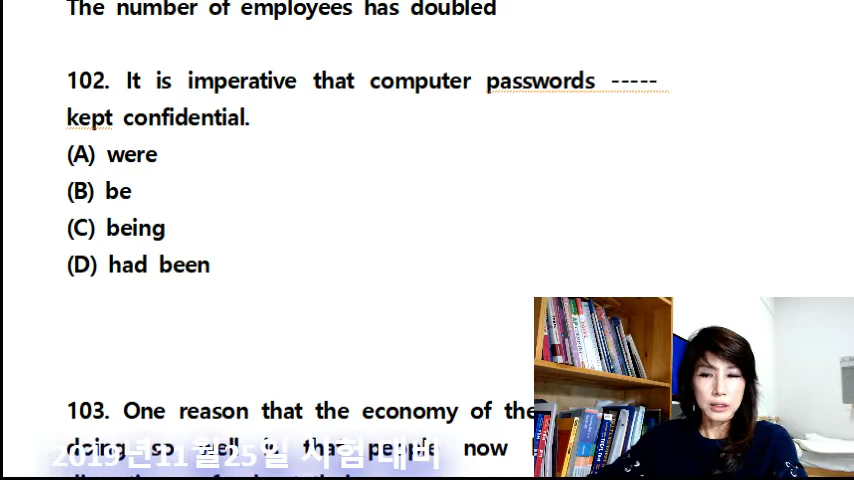 The number of employees has doubled
102. It is imperative that computer passwords -----
kept confidential.
(A) were
(B) be
(C) being
(D) had been
103. One reason that the economy of the
doing so well is that people now
2019년11월25일 시험 대비